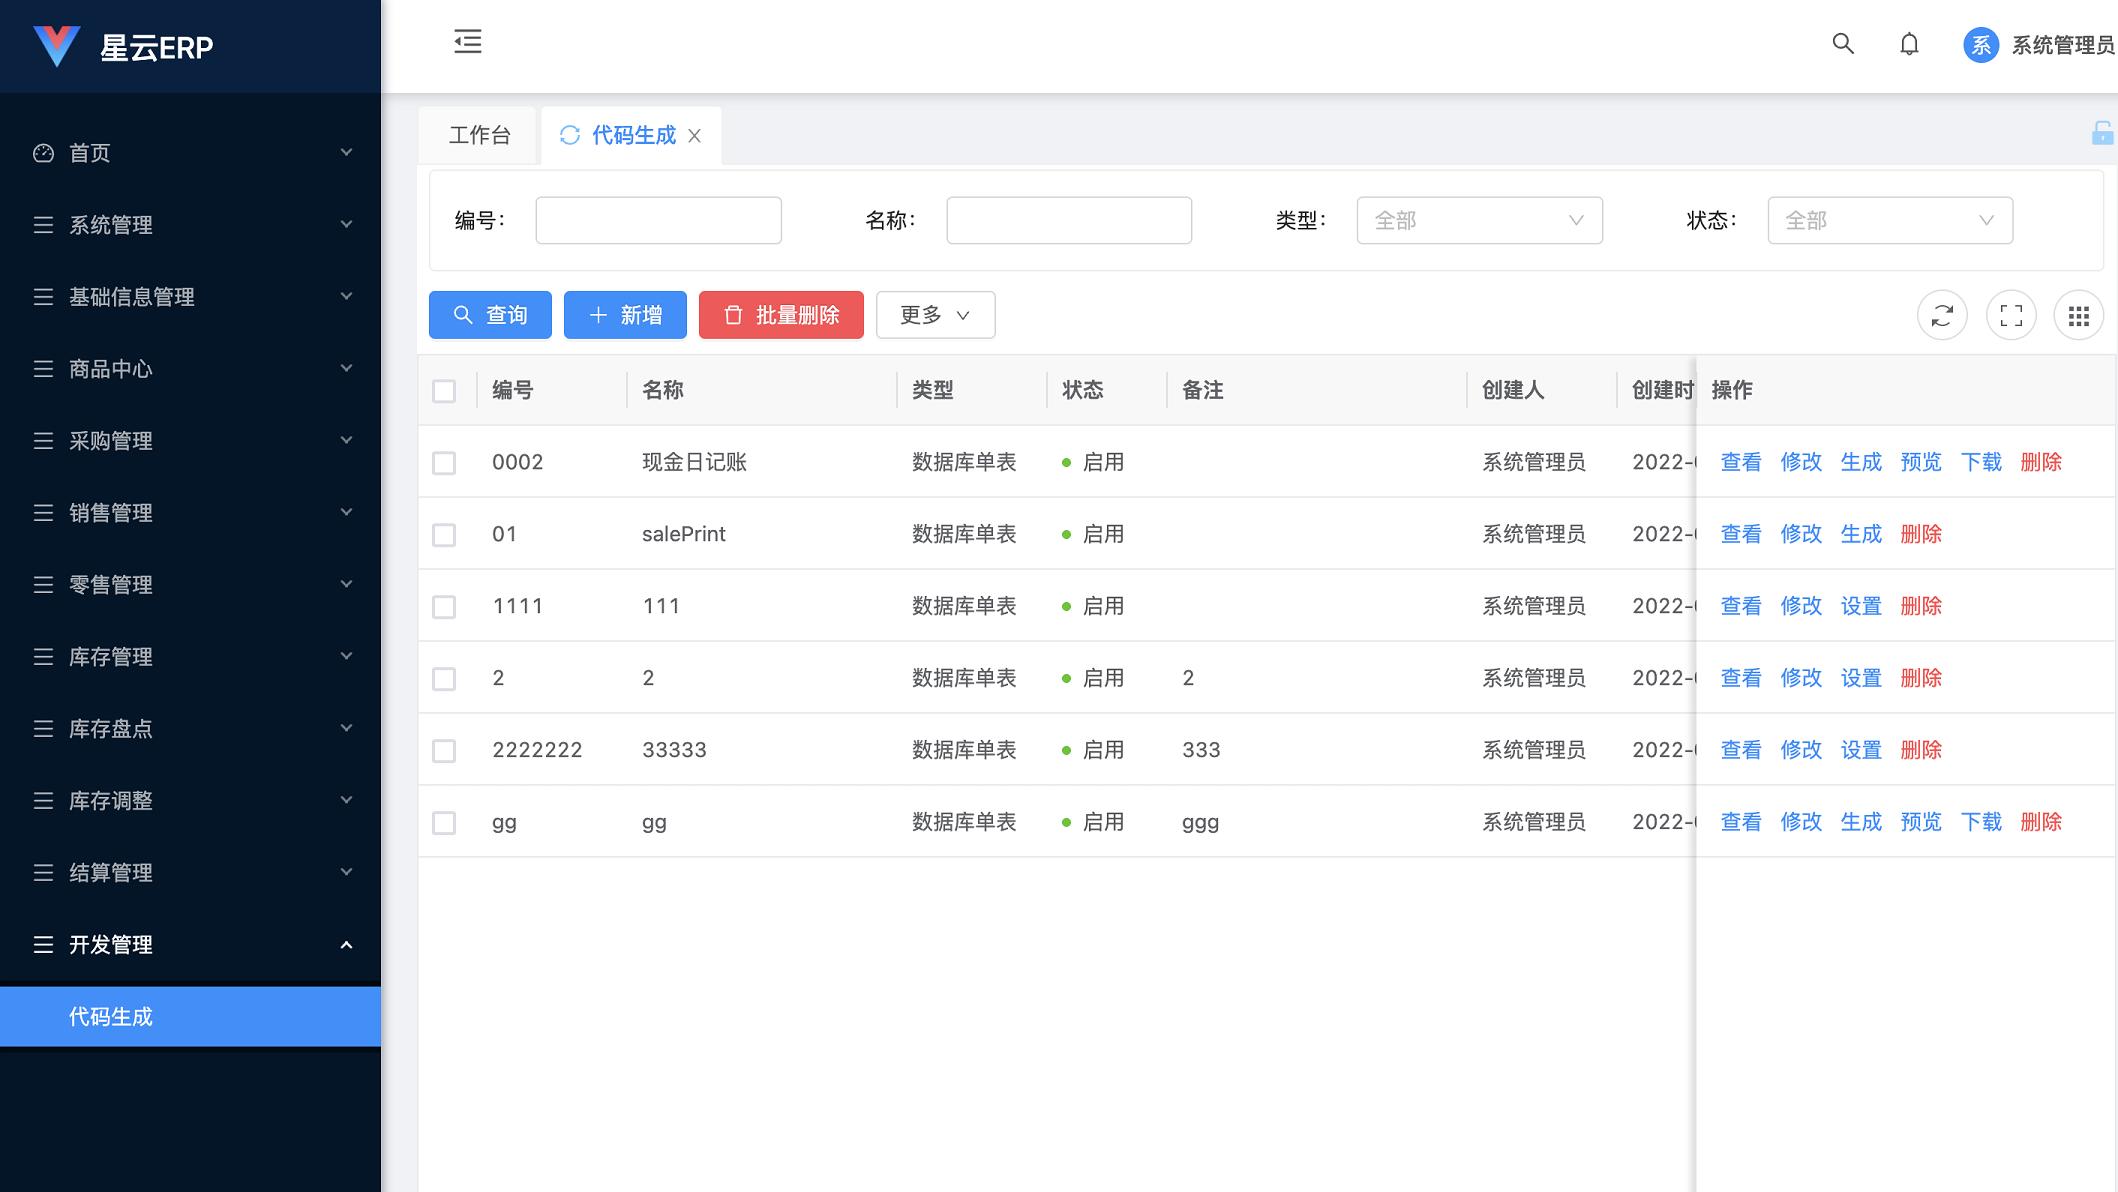 星云ERP
系 系统管理员
首页
系统管理
基础信息管理
商品中心
采购管理
销售管理
零售管理
库存管理
库存盘点
库存调整
结算管理
开发管理
代码生成
工作台 代码生成
编号: 名称: 类型: 全部 状态: 全部
查询 新增 批量删除 更多
编号 名称 类型 状态 备注 创建人 创建时 操作
0002 现金日记账 数据库单表 启用 系统管理员 2022- 查看 修改 生成 预览 下载 删除
01 salePrint 数据库单表 启用 系统管理员 2022- 查看 修改 生成 删除
1111 111 数据库单表 启用 系统管理员 2022- 查看 修改 设置 删除
2 2 数据库单表 启用 2 系统管理员 2022- 查看 修改 设置 删除
2222222 33333 数据库单表 启用 333 系统管理员 2022- 查看 修改 设置 删除
gg gg 数据库单表 启用 ggg 系统管理员 2022- 查看 修改 生成 预览 下载 删除